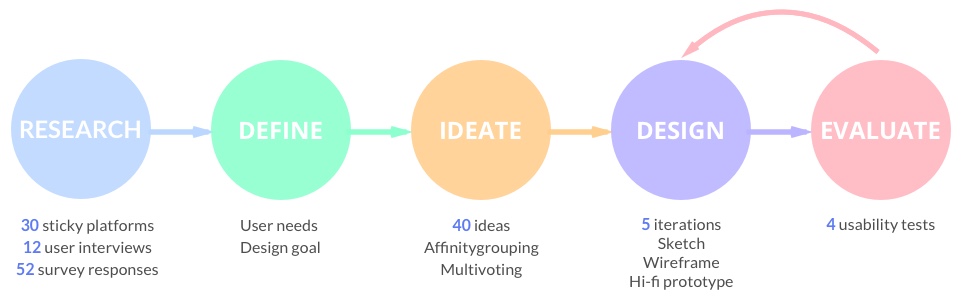 RESEARCH
DEFINE
IDEATE
DESIGN
EVALUATE
30 sticky platforms
12 user interviews
52 survey responses
User needs
Design goal
40 ideas
Affinitygrouping
Multivoting
5 iterations
Sketch
Wireframe
Hi-fi prototype
4 usability tests